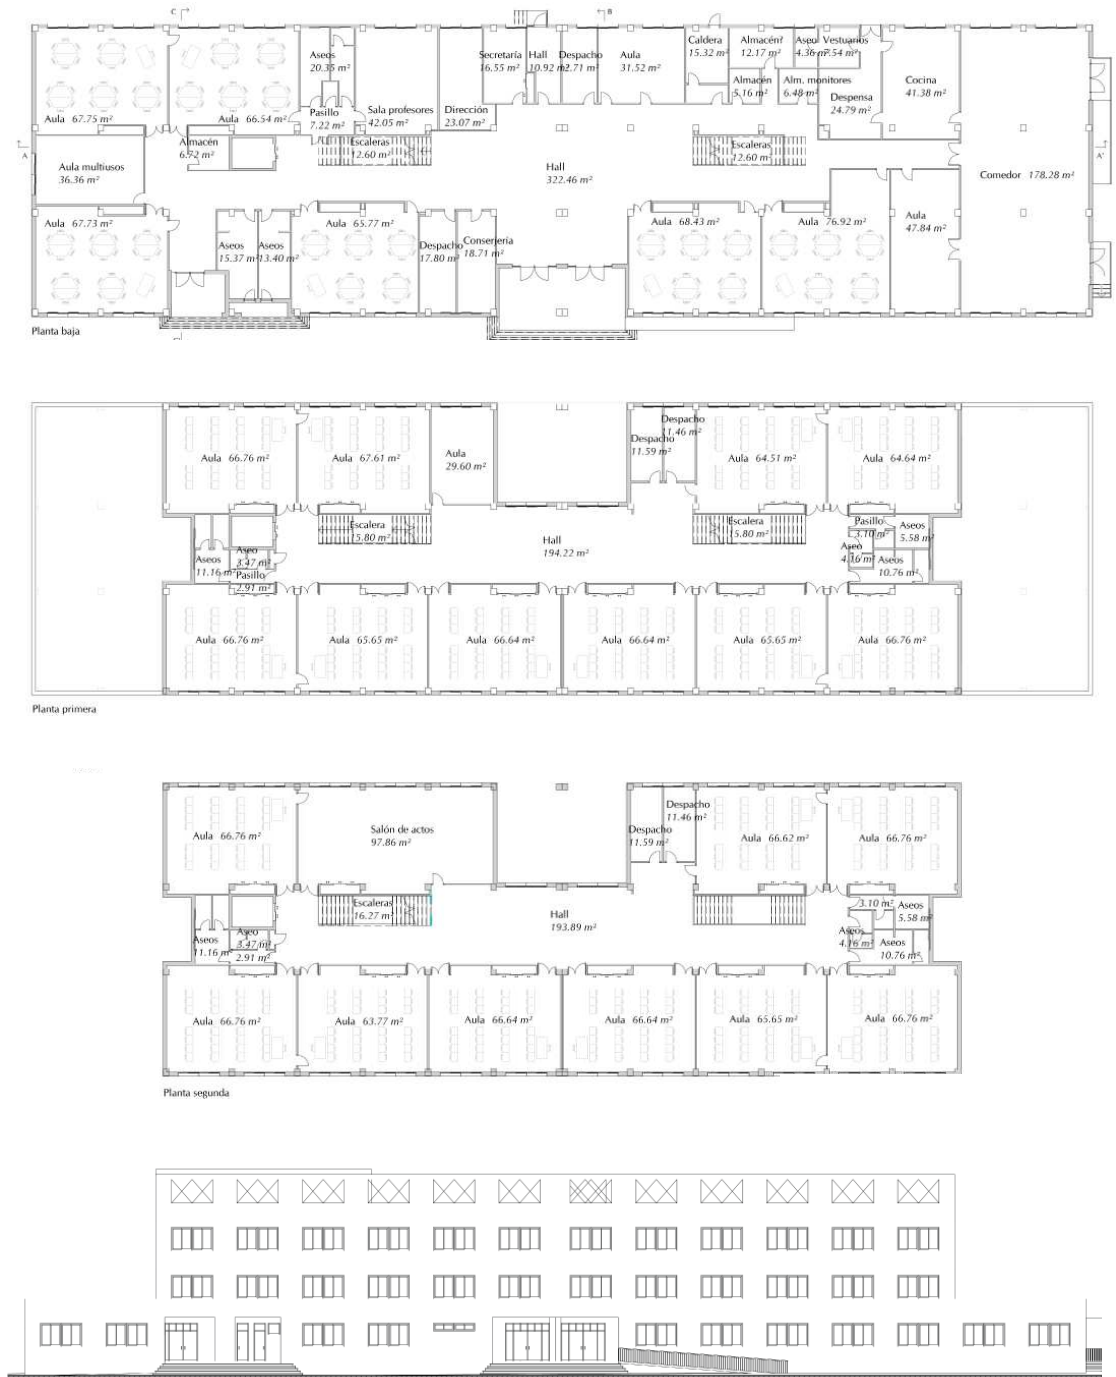 C
B
Aula 67.75 m²
Aula 66.54 m²
Aseos
20.35 m²
Pasillo
7.22 m²
Sala profesores
42.05 m²
Dirección
23.07 m²
Secretaría
16.55 m²
Hall
10.92 m²
Despacho
12.71 m²
Aula
31.52 m²
Caldera
15.32 m²
Almacén
12.17 m²
Aseo
4.36 m²
Vestuarios
7.54 m²
Almacén
5.16 m²
Alm. monitores
6.48 m²
Despensa
24.79 m²
Cocina
41.38 m²
A
A'
Almacén
6.72 m²
Escaleras
12.60 m²
Escaleras
12.60 m²
Aula multiusos
36.36 m²
Hall
322.46 m²
Comedor 178.28 m²
Aula 67.73 m²
Aseos
15.37 m²
Aseos
13.40 m²
Aula 65.77 m²
Despacho
17.80 m²
Conserjería
18.71 m²
Aula 68.43 m²
Aula 76.92 m²
Aula
47.84 m²
Planta baja
Aula 66.76 m²
Aula 67.61 m²
Aula
29.60 m²
Despacho
11.59 m²
Despacho
11.46 m²
Aula 64.51 m²
Aula 64.64 m²
Escalera
15.80 m²
Hall
194.22 m²
Escalera
15.80 m²
Pasillo
3.10 m²
Aseos
5.58 m²
Aseos
11.16 m²
Aseo
3.47 m²
Pasillo
2.91 m²
Aseo
4.16 m²
Aseos
10.76 m²
Aula 66.76 m²
Aula 65.65 m²
Aula 66.64 m²
Aula 66.64 m²
Aula 65.65 m²
Aula 66.76 m²
Planta primera
Aula 66.76 m²
Salón de actos
97.86 m²
Despacho
11.59 m²
Despacho
11.46 m²
Aula 66.62 m²
Aula 66.76 m²
Escaleras
16.27 m²
Hall
193.89 m²
3.10 m²
Aseos
5.58 m²
Aseos
11.16 m²
Aseo
3.47 m²
2.91 m²
Aseos
4.16 m²
Aseos
10.76 m²
Aula 66.76 m²
Aula 63.77 m²
Aula 66.64 m²
Aula 66.64 m²
Aula 65.65 m²
Aula 66.76 m²
Planta segunda